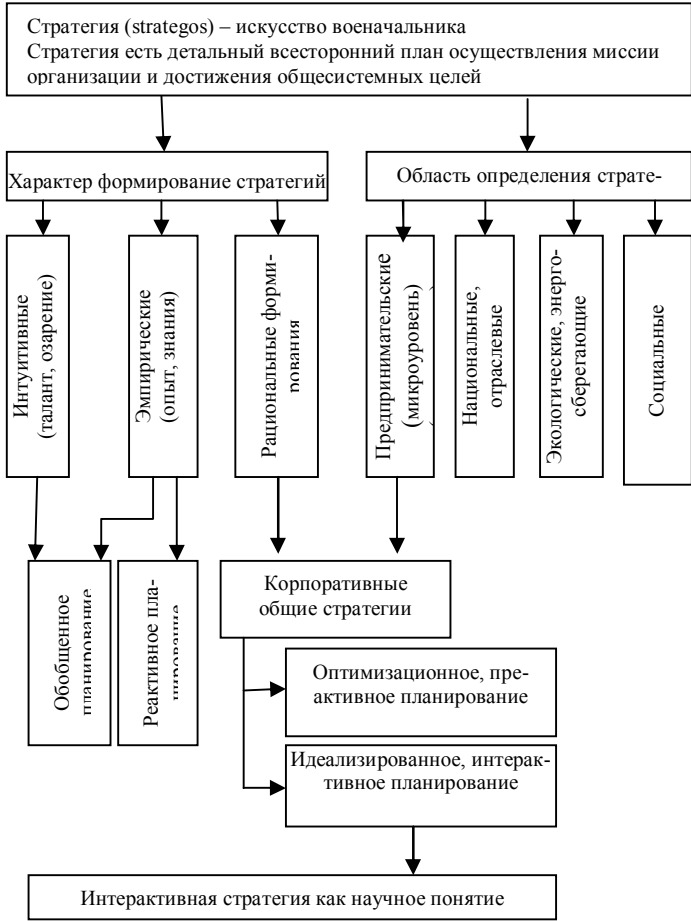 Стратегия (strategos) – искусство военачальника
Стратегия есть детальный всесторонний план осуществления миссии
организации и достижения общесистемных целей
Характер формирование стратегий
Область определения страте-
Интуитивные
(талант, озарение)
Эмпирические
(опыт, знания)
Рациональные форми-
рования
Предпринимательские
(микроуровень)
Национальные,
отраслевые
Экологические, энерго-
сберегающие
Социальные
Обобщенное
планирование
Реактивное пла-
нирование
Корпоративные
общие стратегии
Оптимизационное, пре-
активное планирование
Идеализированное, интерак-
тивное планирование
Интерактивная стратегия как научное понятие